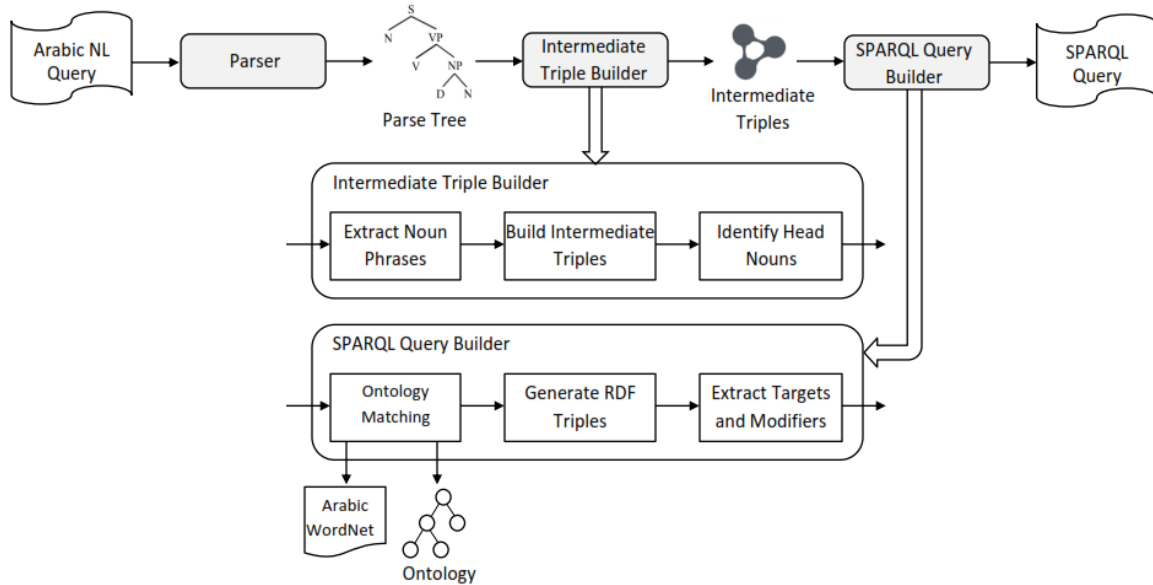 Arabic NL
Query
Parser
S
N
VP
V
NP
D
N
Parse Tree
Intermediate
Triple Builder
Intermediate
Triples
SPARQL Query
Builder
SPARQL
Query
Intermediate Triple Builder
Extract Noun
Phrases
Build Intermediate
Triples
Identify Head
Nouns
SPARQL Query Builder
Ontology
Matching
Generate RDF
Triples
Extract Targets
and Modifiers
Arabic
WordNet
Ontology